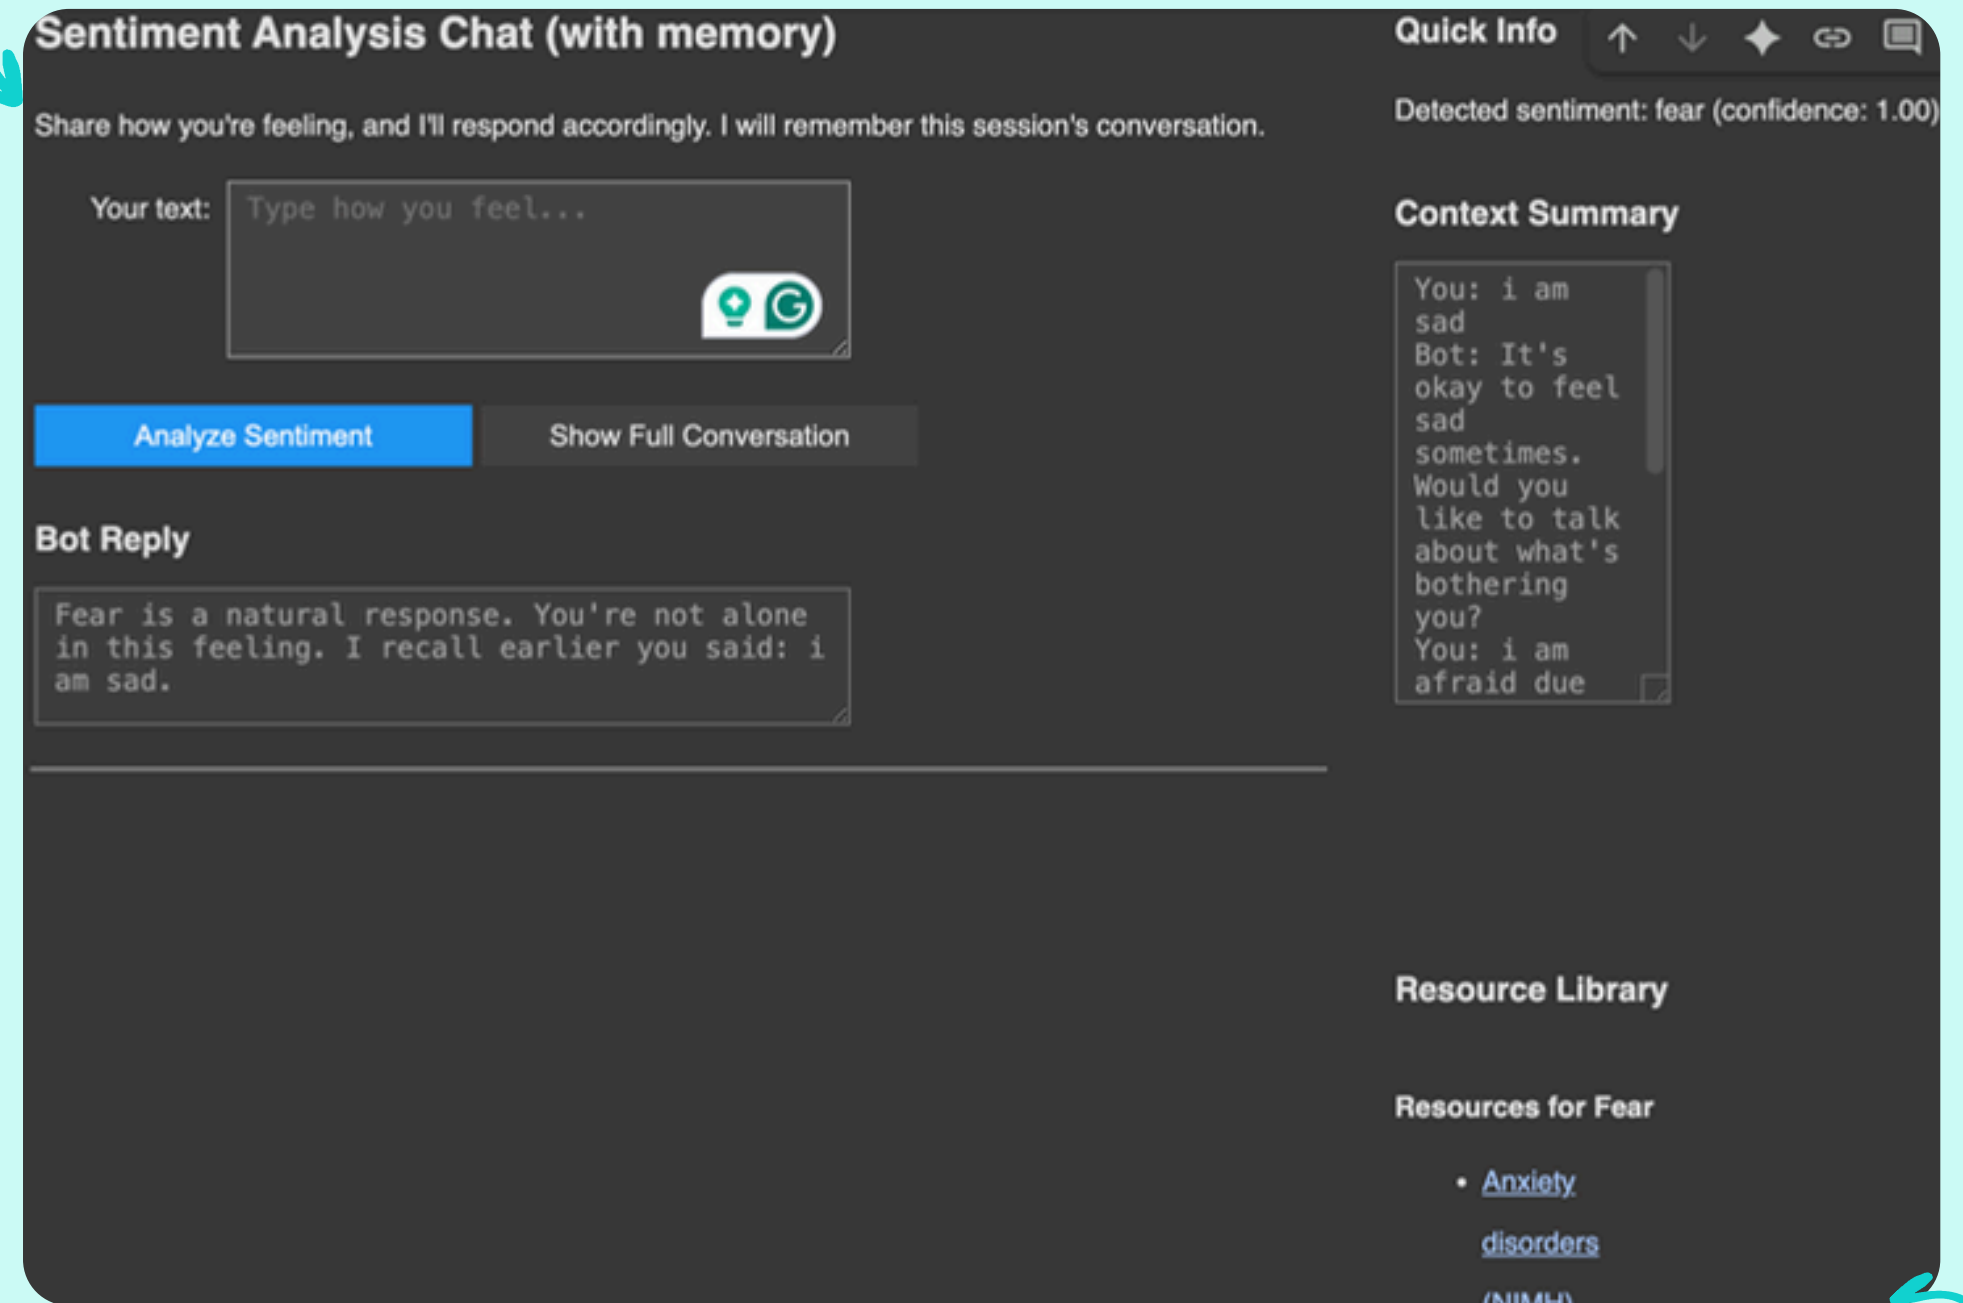 Sentiment Analysis Chat (with memory)
Share how you're feeling, and I'll respond accordingly. I will remember this session's conversation.
Your text:
Type how you feel...
Analyze Sentiment
Show Full Conversation
Bot Reply
Fear is a natural response. You're not alone
in this feeling. I recall earlier you said: i
am sad.
Quick Info
Detected sentiment: fear (confidence: 1.00)
Context Summary
You: i am
sad
Bot: It's
okay to feel
sad
sometimes.
Would you
like to talk
about what's
bothering
you?
You: i am
afraid due
Resource Library
Resources for Fear
• Anxiety
disorders
(NIMH)